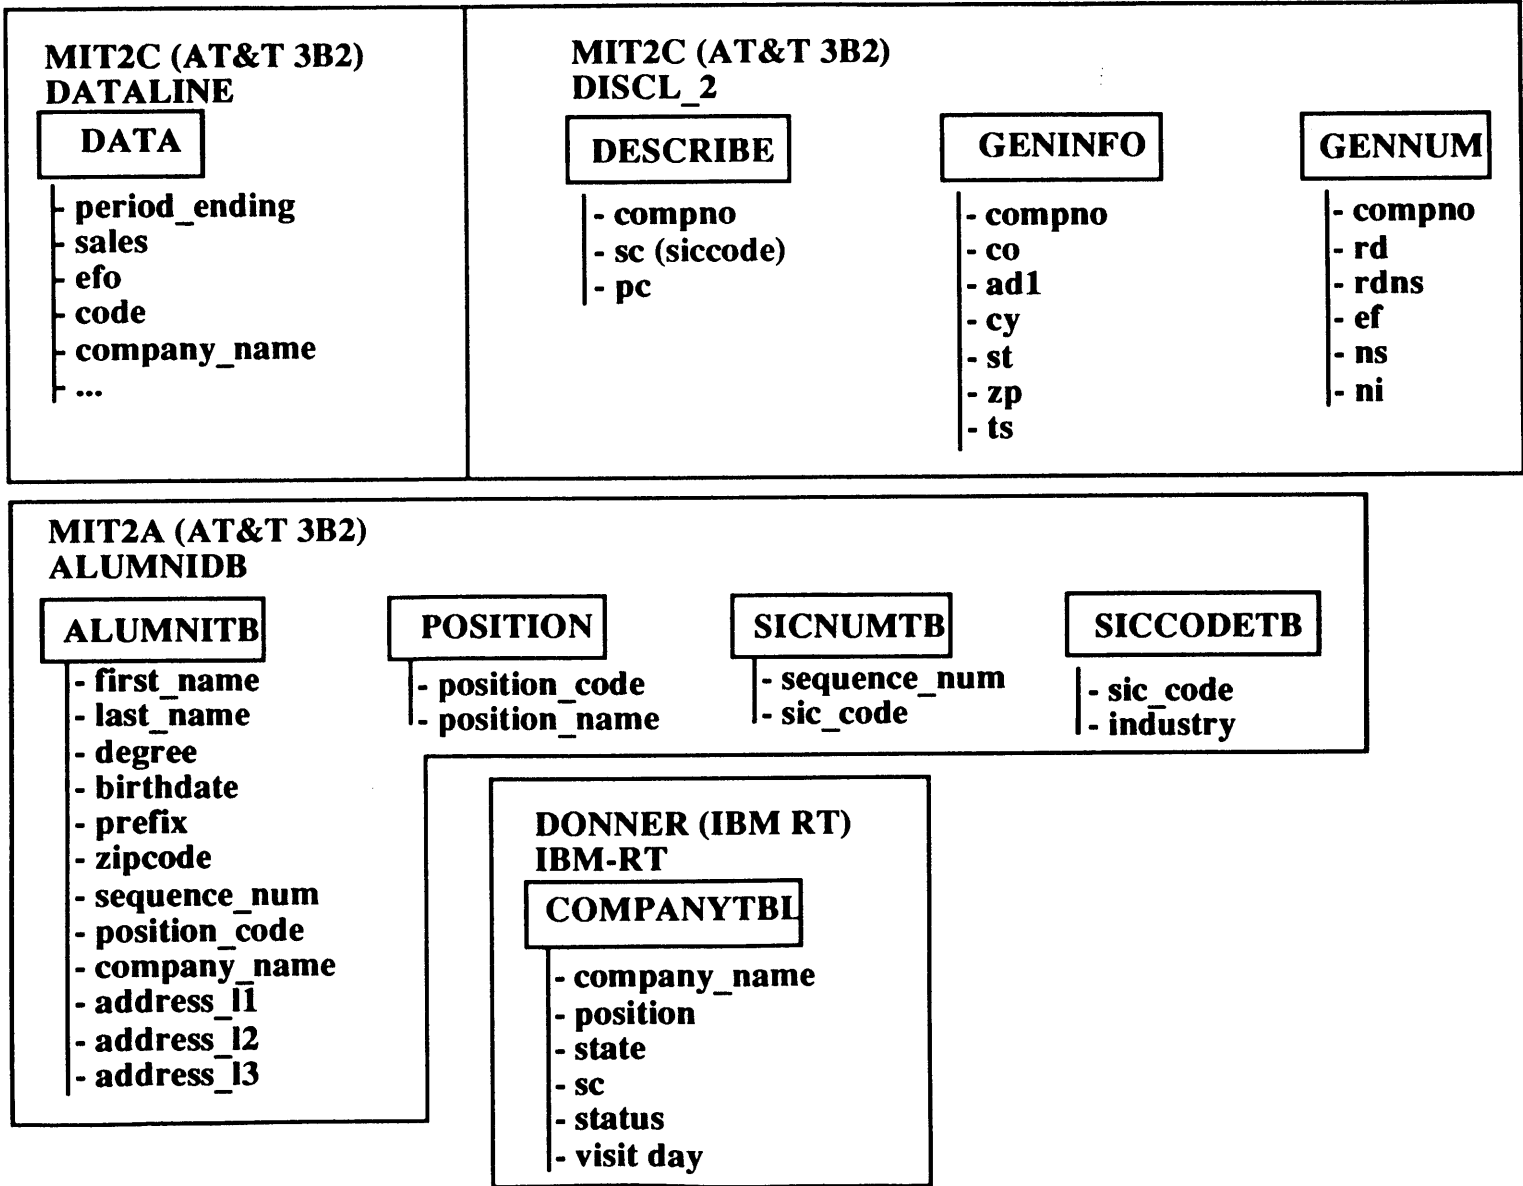 MIT2C (AT&T 3B2)
DATALINE
DATA
- period_ending
- sales
- efo
- code
- company_name
- ...
MIT2C (AT&T 3B2)
DISCL_2
DESCRIBE
- compno
- sc (siccode)
- pc
GENINFO
- compno
- co
- ad1
- cy
- st
- zp
- ts
GENNUM
- compno
- rd
- rdns
- ef
- ns
- ni
MIT2A (AT&T 3B2)
ALUMNIDB
ALUMNITB
- first_name
- last_name
- degree
- birthdate
- prefix
- zipcode
- sequence_num
- position_code
- company_name
- address_l1
- address_l2
- address_l3
POSITION
- position_code
- position_name
SICNUMTB
- sequence_num
- sic_code
SICCODETB
- sic_code
- industry
DONNER (IBM RT)
IBM-RT
COMPANYTBL
- company_name
- position
- state
- sc
- status
- visit day